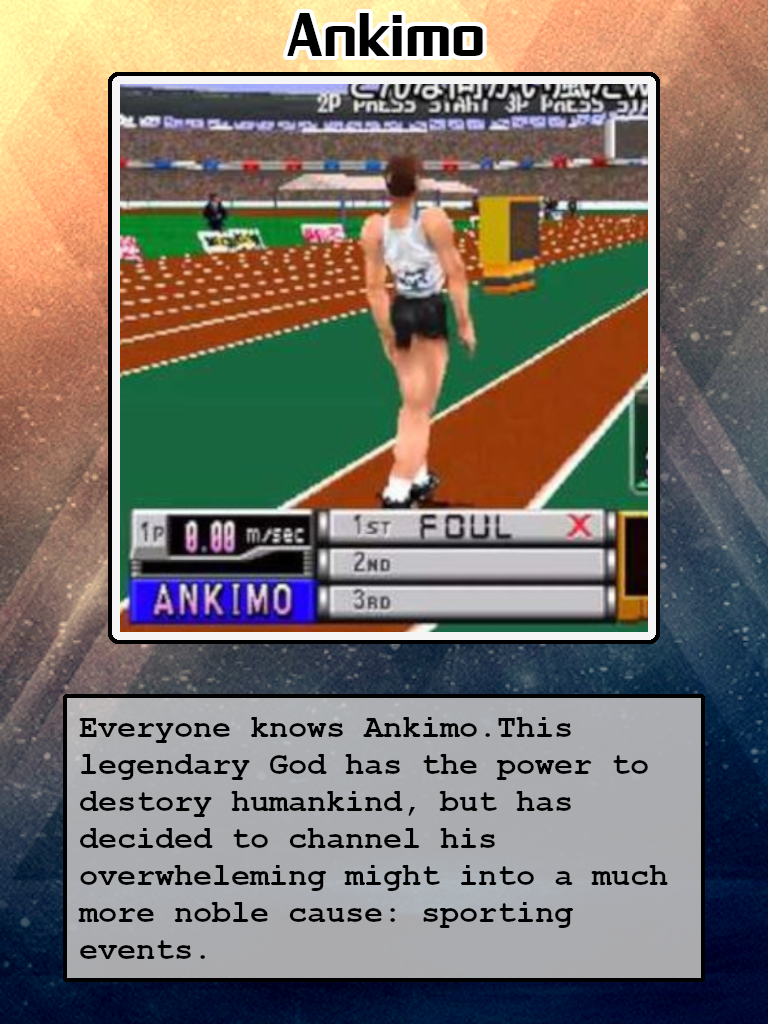 Ankimo
2P PRESS START 3P PRESS
1P 0.00 m/sec
1ST FOUL X
2ND
3RD
ANKIMO
Everyone knows Ankimo.This
legendary God has the power to
destory humankind, but has
decided to channel his
overwheleming might into a much
more noble cause: sporting
events.